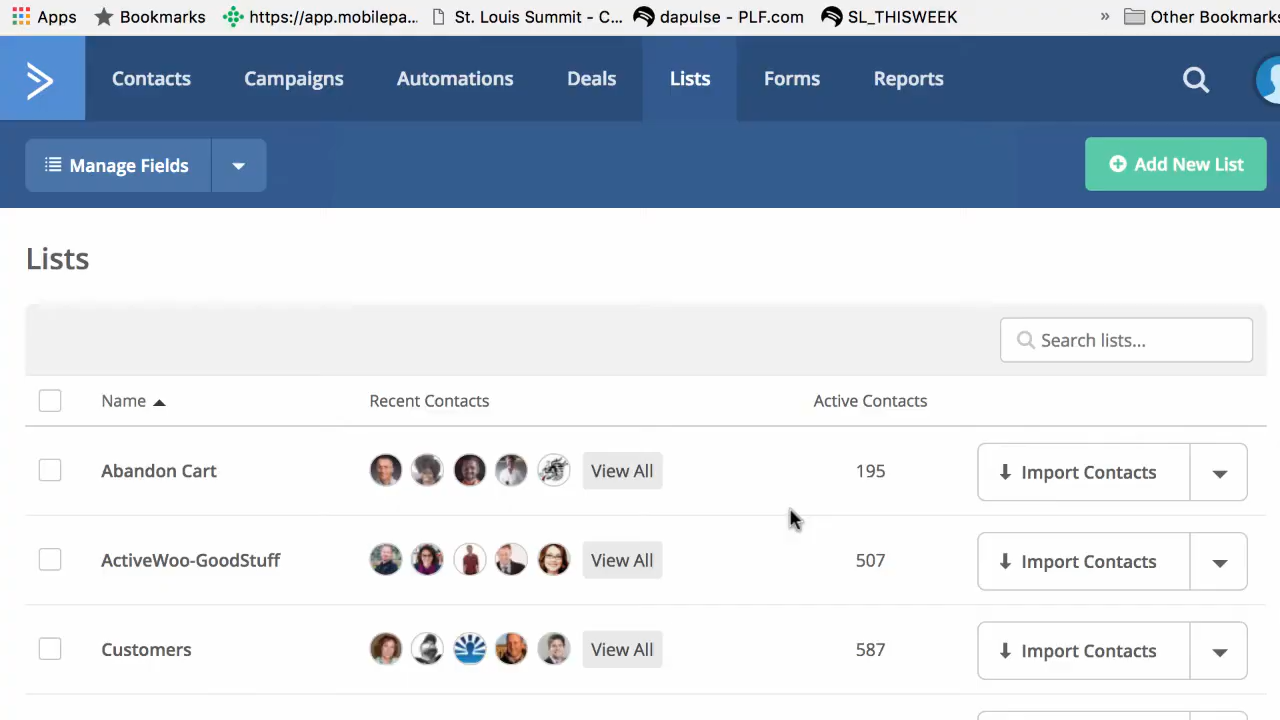 Apps Bookmarks https://app.mobilepa... St. Louis Summit - C... dapulse - PLF.com SL_THISWEEK » Other Bookmarks
Contacts Campaigns Automations Deals Lists Forms Reports
Manage Fields Add New List
Lists
Search lists...
Name Recent Contacts Active Contacts
Abandon Cart View All 195 Import Contacts
ActiveWoo-GoodStuff View All 507 Import Contacts
Customers View All 587 Import Contacts